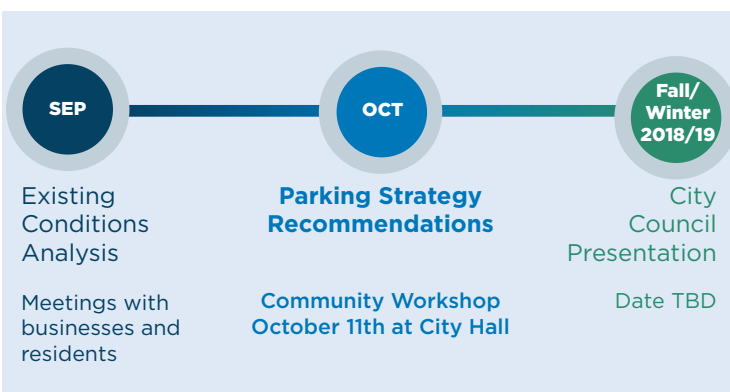 SEP
Existing
Conditions
Analysis
Meetings with
businesses and
residents
OCT
Parking Strategy
Recommendations
Community Workshop
October 11th at City Hall
Fall/
Winter
2018/19
City
Council
Presentation
Date TBD